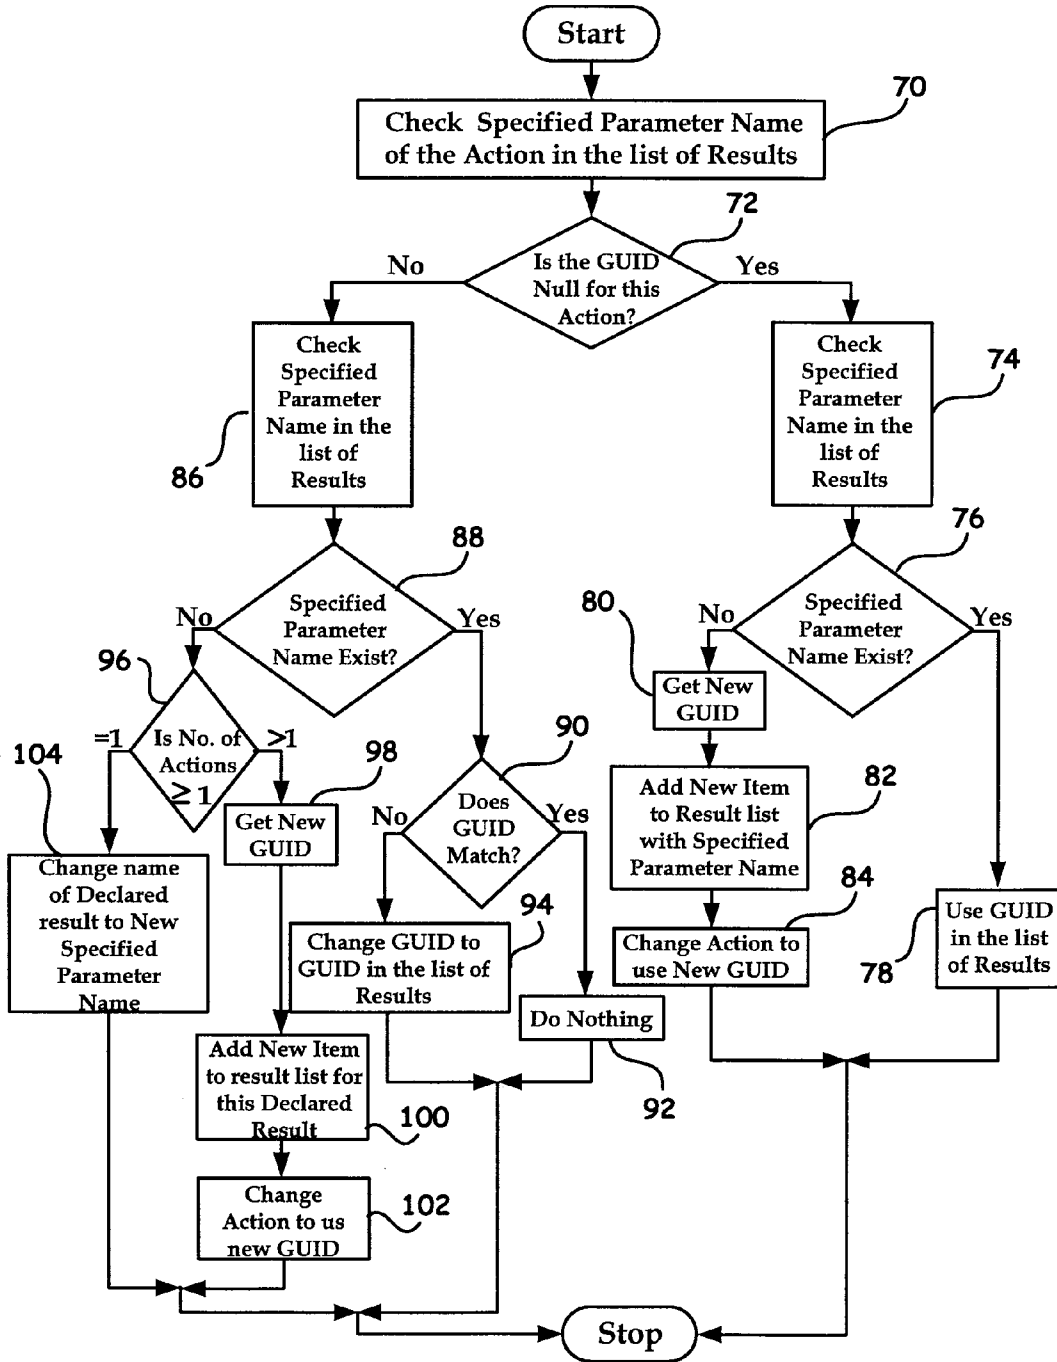 Start
70
Check Specified Parameter Name
of the Action in the list of Results
72
No
Is the GUID
Null for this
Action?
Yes
Check
Specified
Parameter
Name in the
list of
Results
86
Check
Specified
Parameter
Name in the
list of
Results
74
88
No
Specified
Parameter
Name Exist?
Yes
76
No
Specified
Parameter
Name Exist?
Yes
80
Get New
GUID
96
=1
Is No. of
Actions
≥ 1
>1
104
98
Get New
GUID
90
No
Does
GUID
Match?
Yes
Add New Item
to Result list
with Specified
Parameter Name
82
Change name
of Declared
result to New
Specified
Parameter
Name
94
Change GUID to
GUID in the list of
Results
84
Change Action to
use New GUID
78
Use GUID
in the list
of Results
Do Nothing
92
Add New Item
to result list for
this Declared
Result
100
Change
Action to us
new GUID
102
Stop